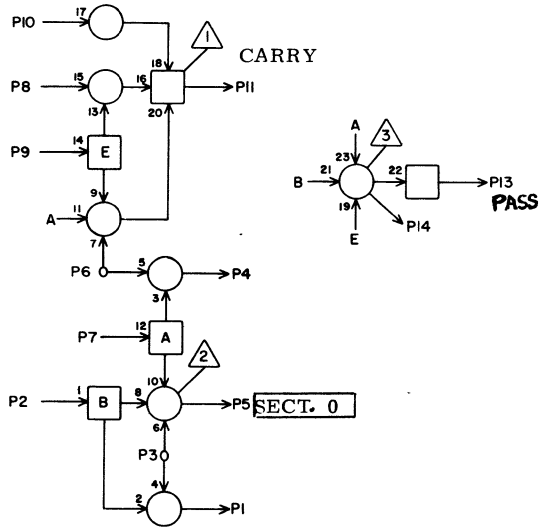 P10 17
1
CARRY
18
P8 15 16 P11
13 20
P9 14 E
9
A 11
7
P6 5 P4
3
P7 12 A
2
10
P2 1 B 8 P5 SECT. 0
6
P3
4
2 P1
A
3
23
B 21 22 P13
19 PASS
P14
E